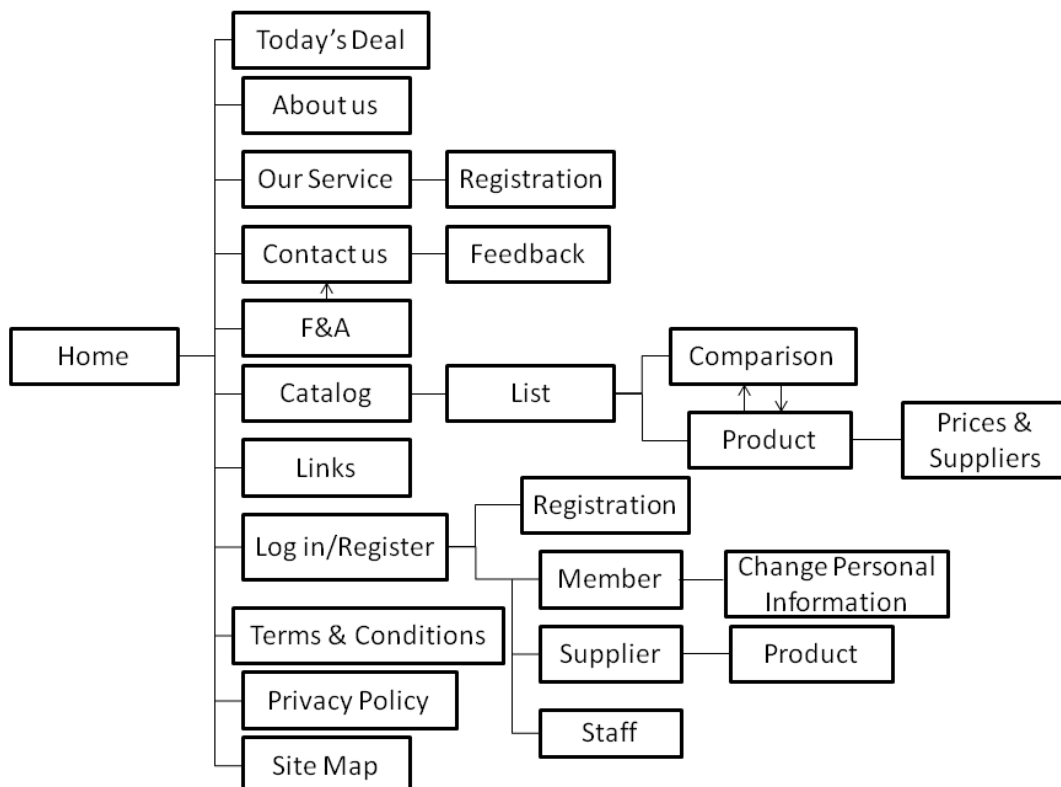 Today’s Deal
About us
Our Service
Registration
Contact us
Feedback
F&A
Home
Comparison
Catalog
List
Product
Prices &
Suppliers
Links
Registration
Log in/Register
Member
Change Personal
Information
Terms & Conditions
Supplier
Product
Privacy Policy
Staff
Site Map